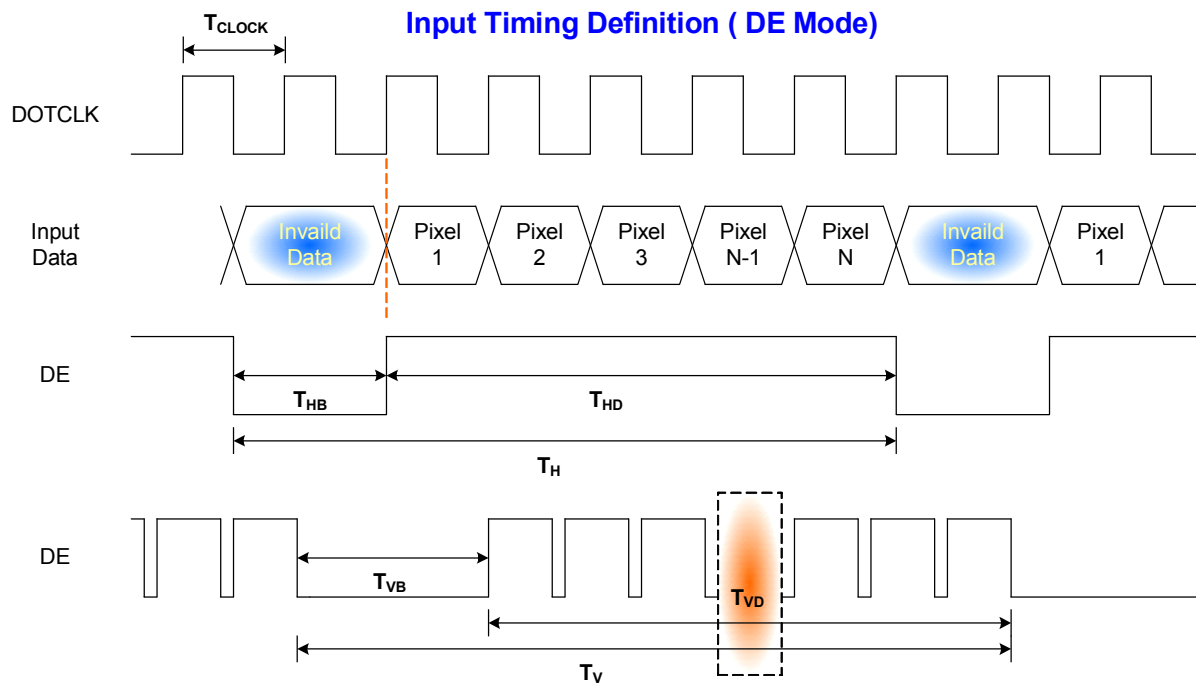 Input Timing Definition ( DE Mode)
TCLOCK
DOTCLK
Input
Data
Invaild
Data
Pixel
1
Pixel
2
Pixel
3
Pixel
N-1
Pixel
N
Invaild
Data
Pixel
1
DE
THB
THD
TH
DE
TVB
TVD
TV